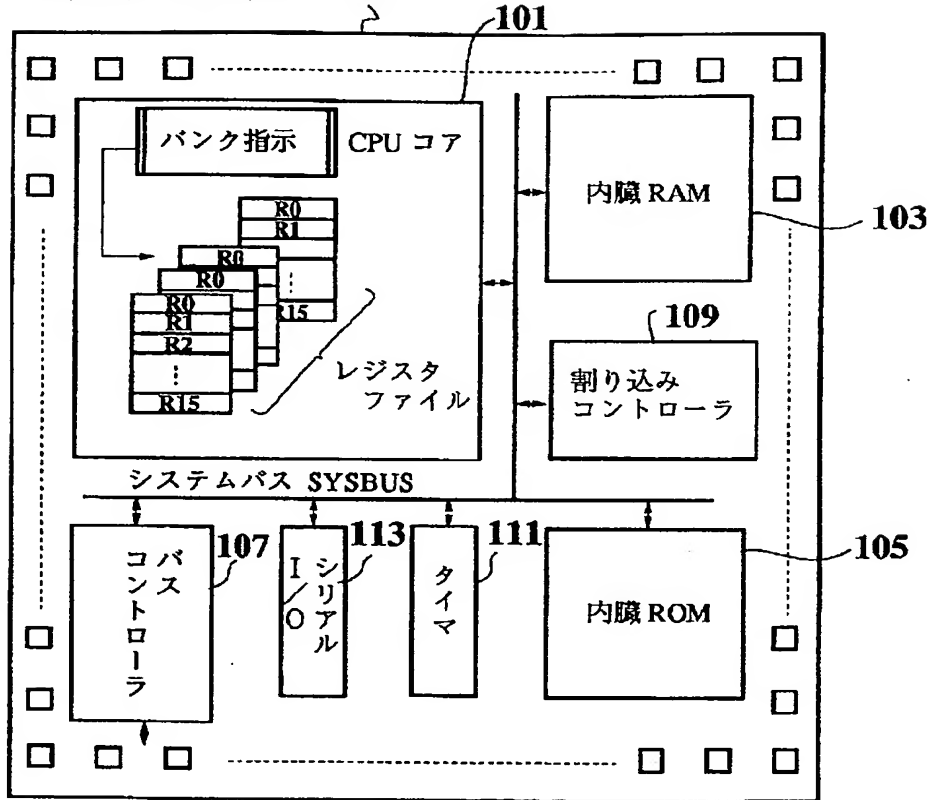 101
バンク指示
CPU コア
R0
R1
R0
R0
R0
R1
R2
R15
R15
レジスタ
ファイル
内臓 RAM
103
109
割り込み
コントローラ
システムバス SYSBUS
107
バス
コントローラ
113
シリアル
I/O
111
タイマ
105
内臓 ROM